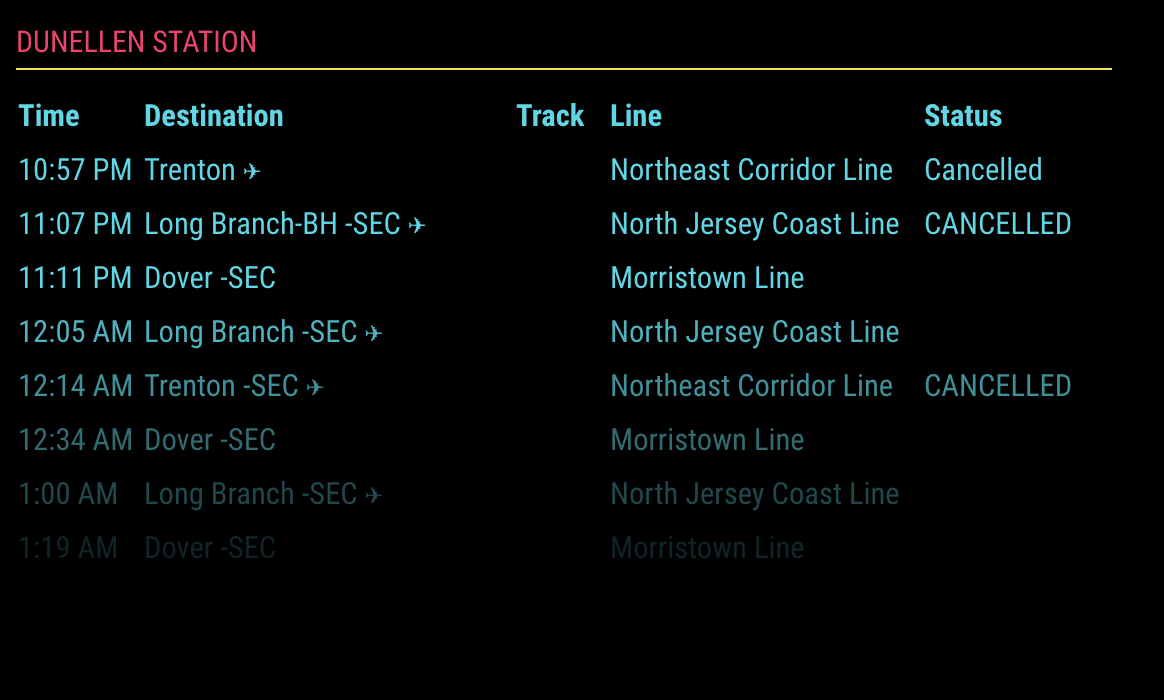 DUNELLEN STATION
Time Destination Track Line Status
10:57 PM Trenton ✈ Northeast Corridor Line Cancelled
11:07 PM Long Branch-BH -SEC ✈ North Jersey Coast Line CANCELLED
11:11 PM Dover -SEC Morristown Line
12:05 AM Long Branch -SEC ✈ North Jersey Coast Line
12:14 AM Trenton -SEC ✈ Northeast Corridor Line CANCELLED
12:34 AM Dover -SEC Morristown Line
1:00 AM Long Branch -SEC ✈ North Jersey Coast Line
1:19 AM Dover -SEC Morristown Line